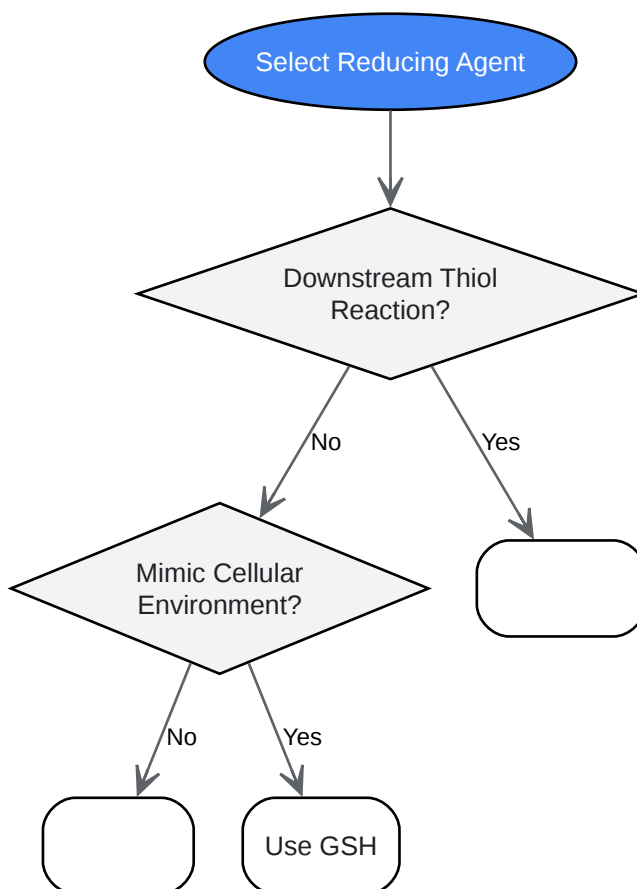 Select Reducing Agent
Downstream Thiol
Reaction?
No
Yes
Mimic Cellular
Environment?
No
Yes
Use GSH